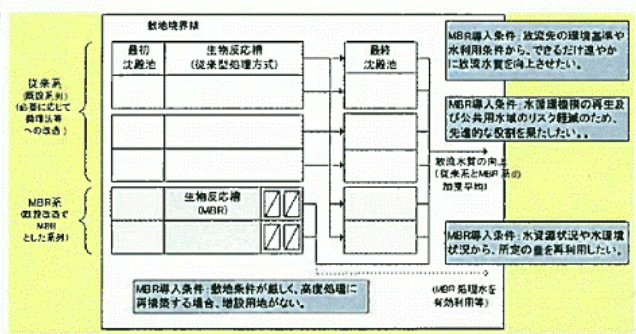 敷地境界線
最初
沈殿池
生物反応槽
(従来型処理方式)
最終
沈殿池
従来系
(既設系列)
(必要に応じて
への改造)
MBR系
(既設改造で
MBR
とした系列)
生物反応槽
(MBR)
MBR導入条件:放流先の環境基準や
水利用条件から、できるだけ速やか
に放流水質を向上させたい。
MBR導入条件:水循環機構の再生及
び公共用水域のリスク軽減のため、
先進的な役割を果たしたい。
放流水質の向上
(従来系とMBR系の
加重平均)
MBR導入条件:水資源状況や水環境
状況から、所定の量を再利用したい。
MBR導入条件:敷地条件が厳しく、高度処理に
再構築する場合、増設用地がない。
(MBR処理水を
有効利用等)